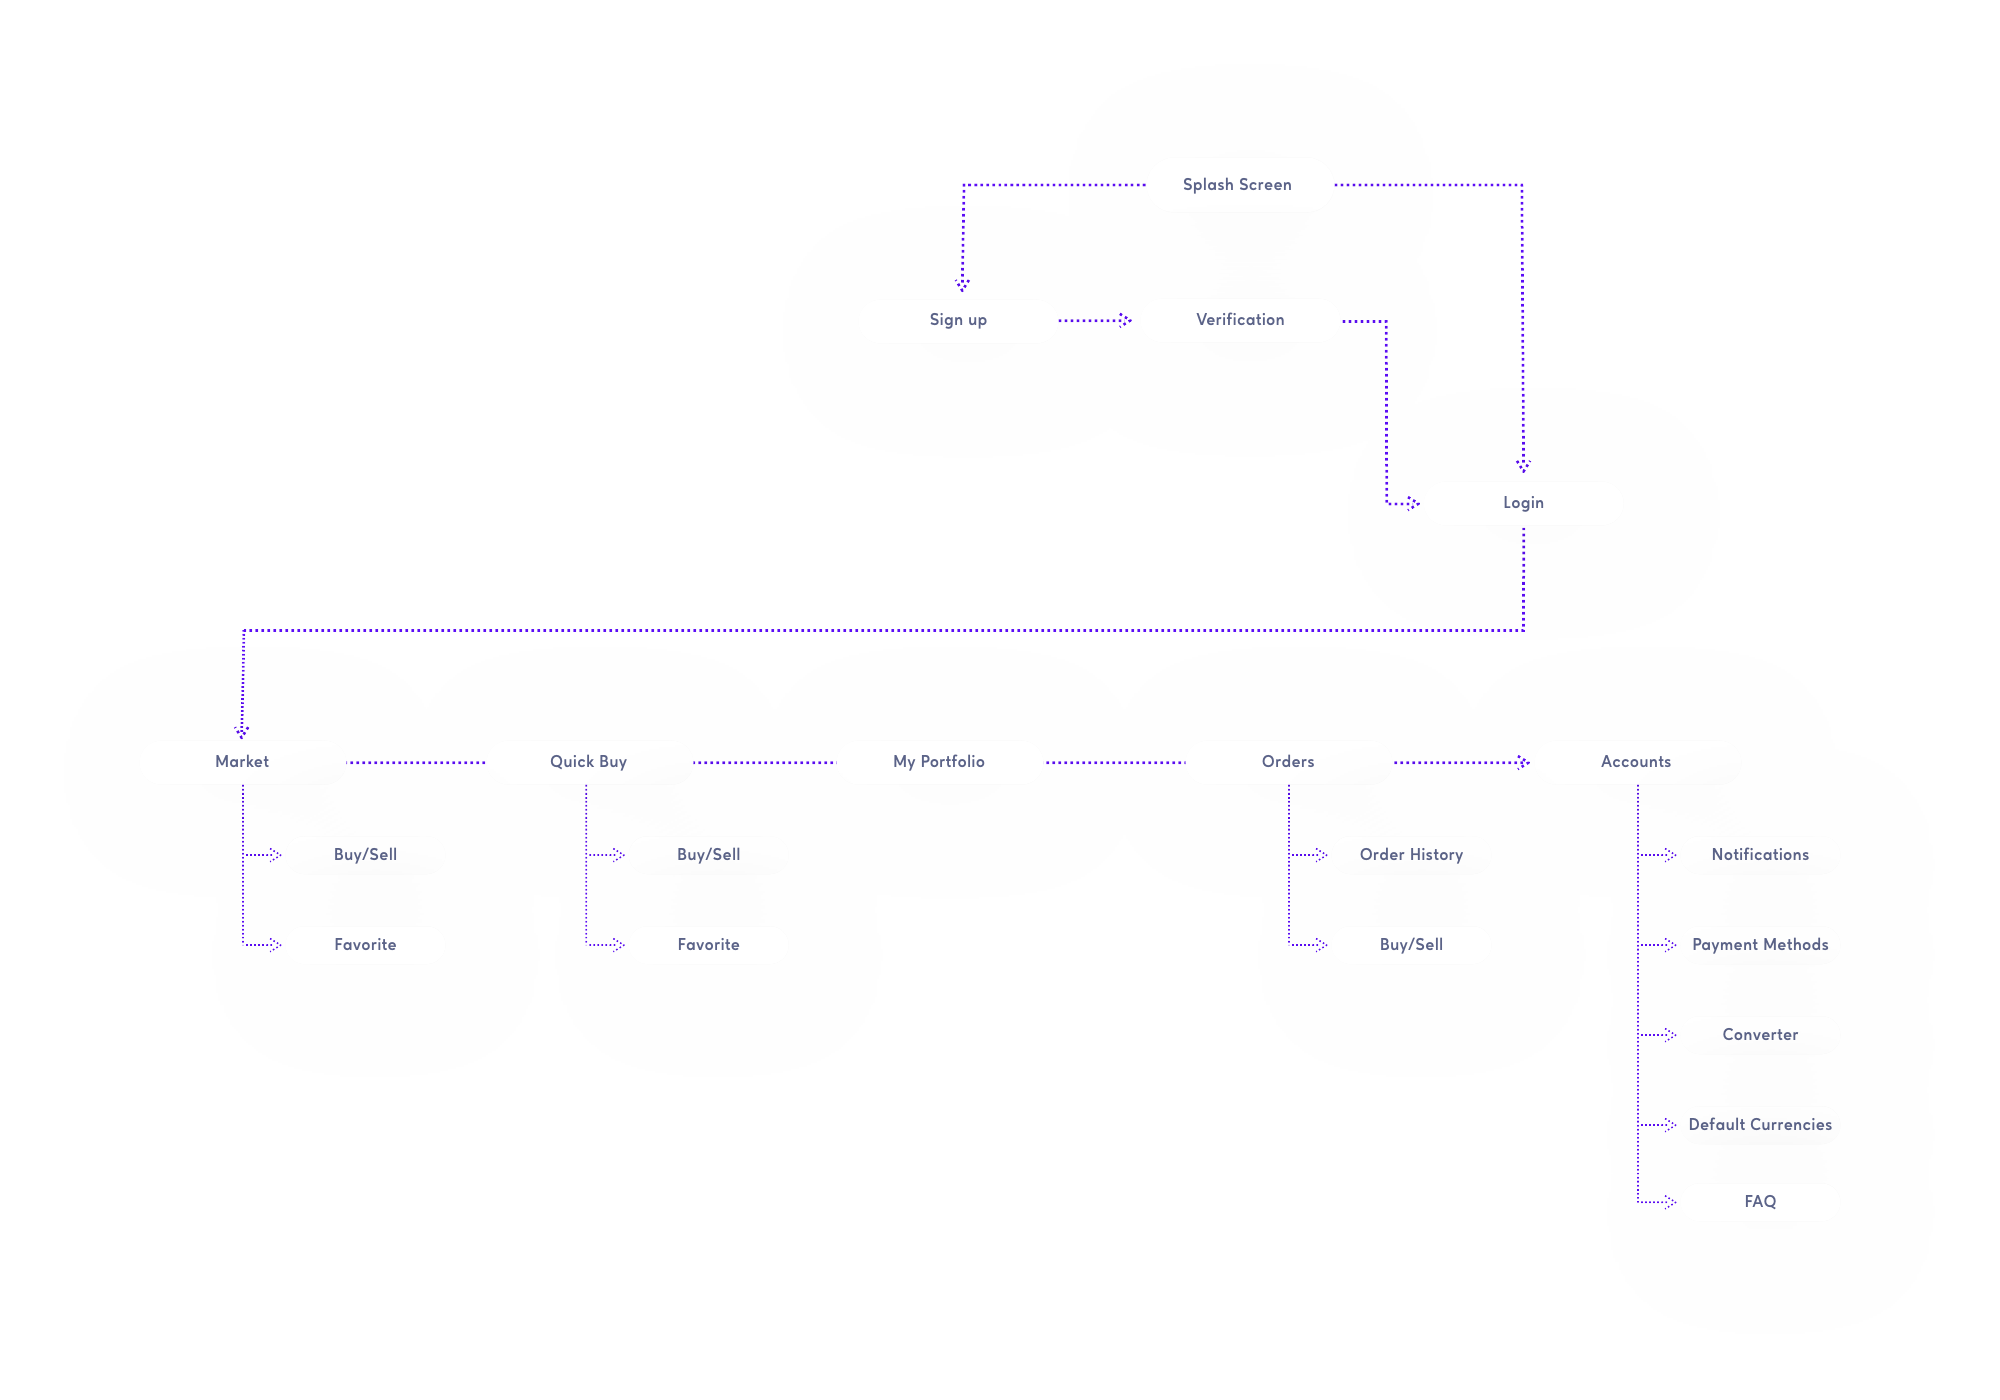 Splash Screen
Sign up
Verification
Login
Market
Quick Buy
My Portfolio
Orders
Accounts
Buy/Sell
Buy/Sell
Order History
Notifications
Favorite
Favorite
Buy/Sell
Payment Methods
Converter
Default Currencies
FAQ